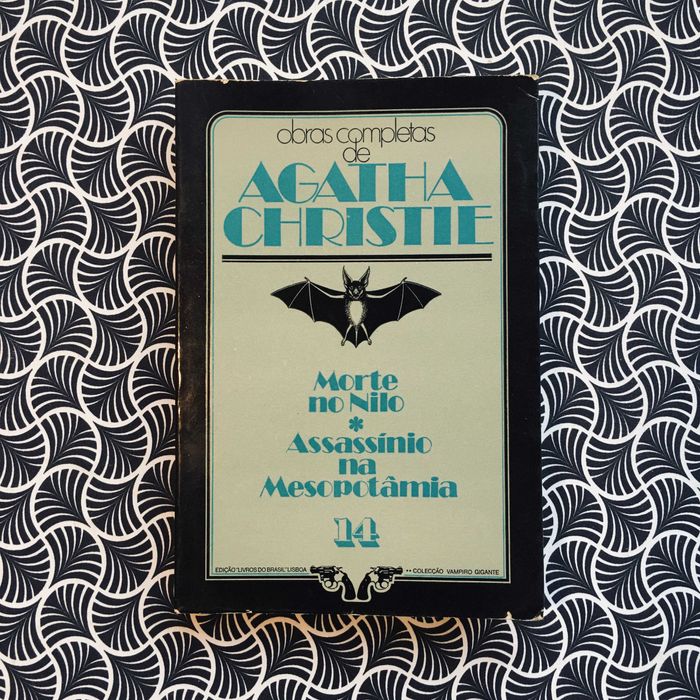 obras completas
de
AGATHA
CHRISTIE
Morte
no Nilo
*
Assassínio
na
Mesopotâmia
14
EDIÇÃO "LIVROS DO BRASIL" LISBOA
•• COLECÇÃO VAMPIRO GIGANTE